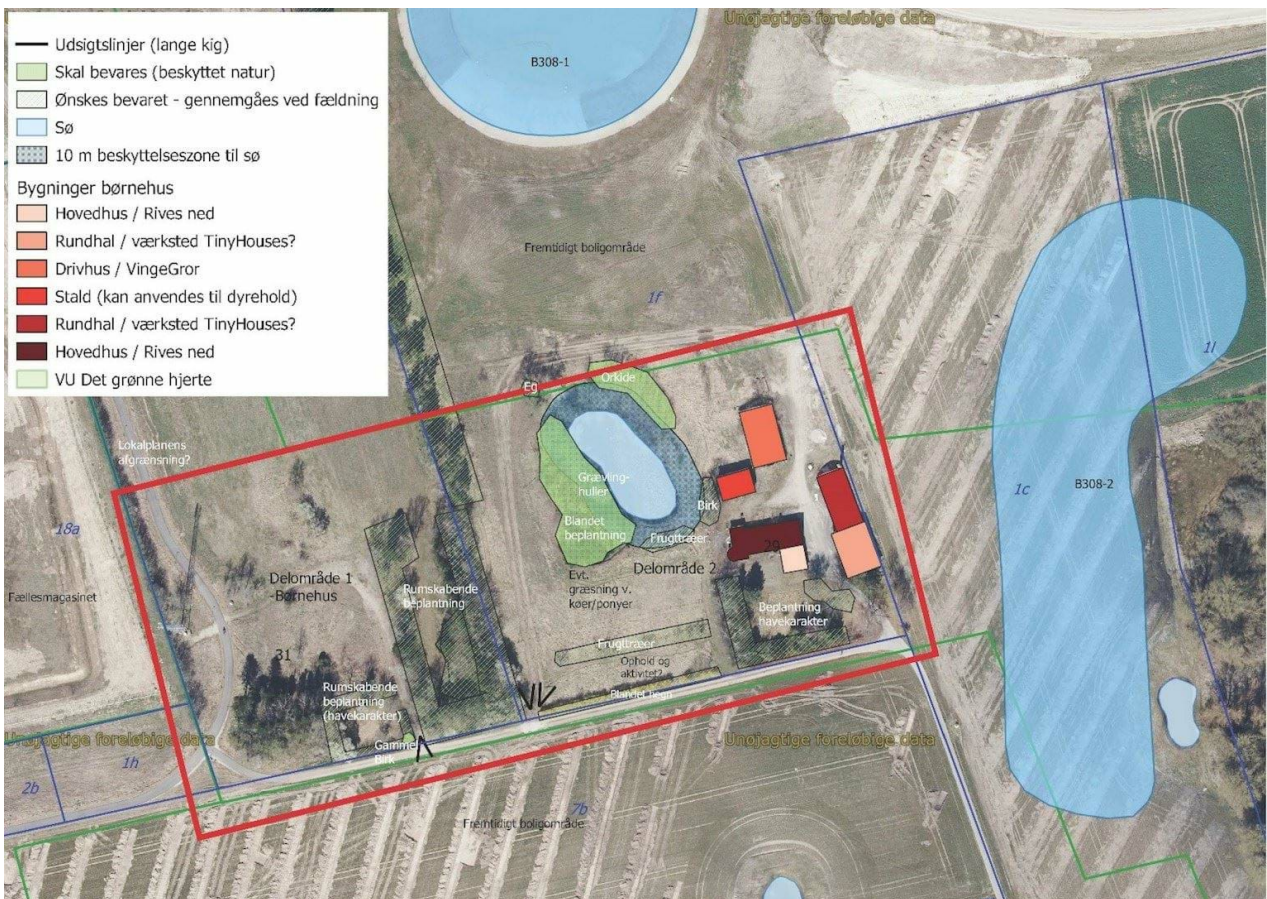 Udsigtslinjer (lange kig)
Skal bevares (beskyttet natur)
Ønskes bevaret - gennemgåes ved fældning
Sø
10 m beskyttelseszone til sø
Bygninger børnehus
Hovedhus / Rives ned
Rundhal / værksted TinyHouses?
Drivhus / VingeGror
Stald (kan anvendes til dyrehold)
Rundhal / værksted TinyHouses?
Hovedhus / Rives ned
VU Det grønne hjerte
Unøjagtige foreløbige data
B308-1
Fremtidigt boligområde
1f
1l
Eg
Orkidé
Lokalplanens
afgrænsning?
Grævling-
huller
Birk
B308-2
1c
18a
Blandet
beplantning
Frugttræer
29
Delområde 1
-Børnehus
Rumskabende
beplantning
Evt.
græsning v.
køer/ponyer
Delområde 2
Fællesmagasinet
Beplantning
havekarakter
31
Frugttræer
Ophold og
aktivitet?
Rumskabende
beplantning
(havekarakter)
Blandet hegn
Gammel
Birk
Unøjagtige foreløbige data
Unøjagtige foreløbige data
1h
2b
7b
Fremtidigt boligområde